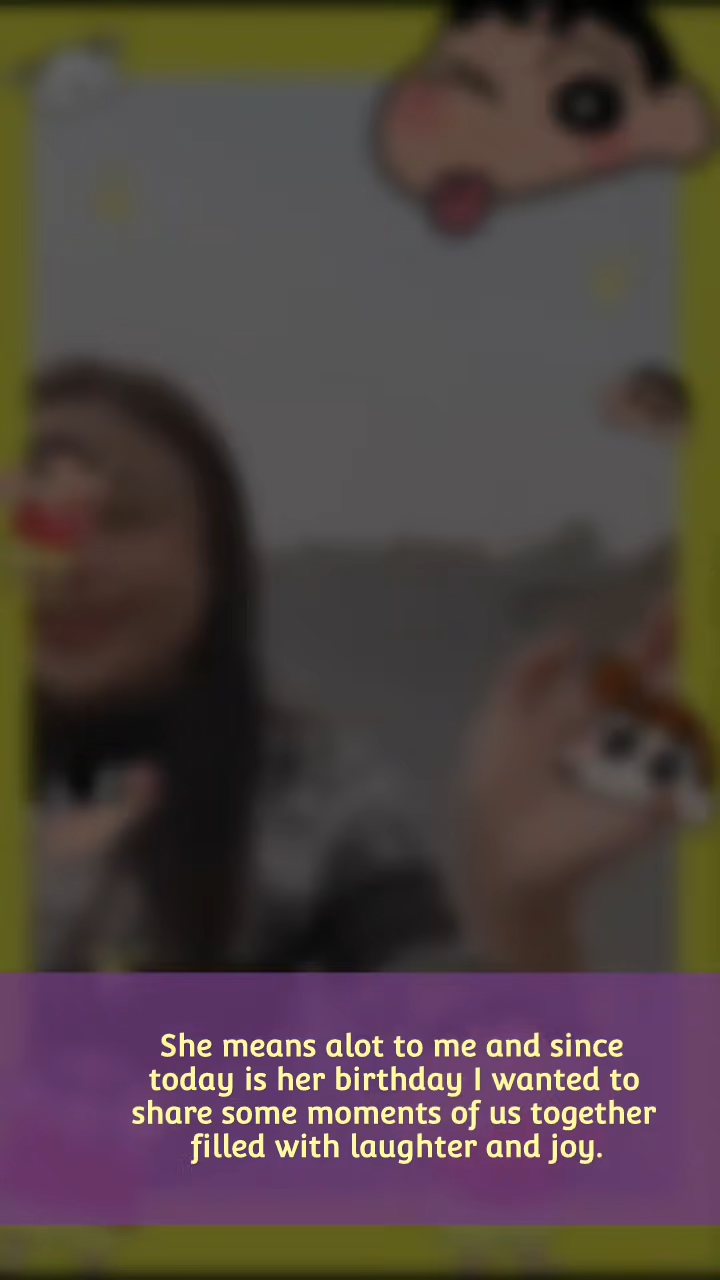 She means alot to me and since
today is her birthday I wanted to
share some moments of us together
filled with laughter and joy.